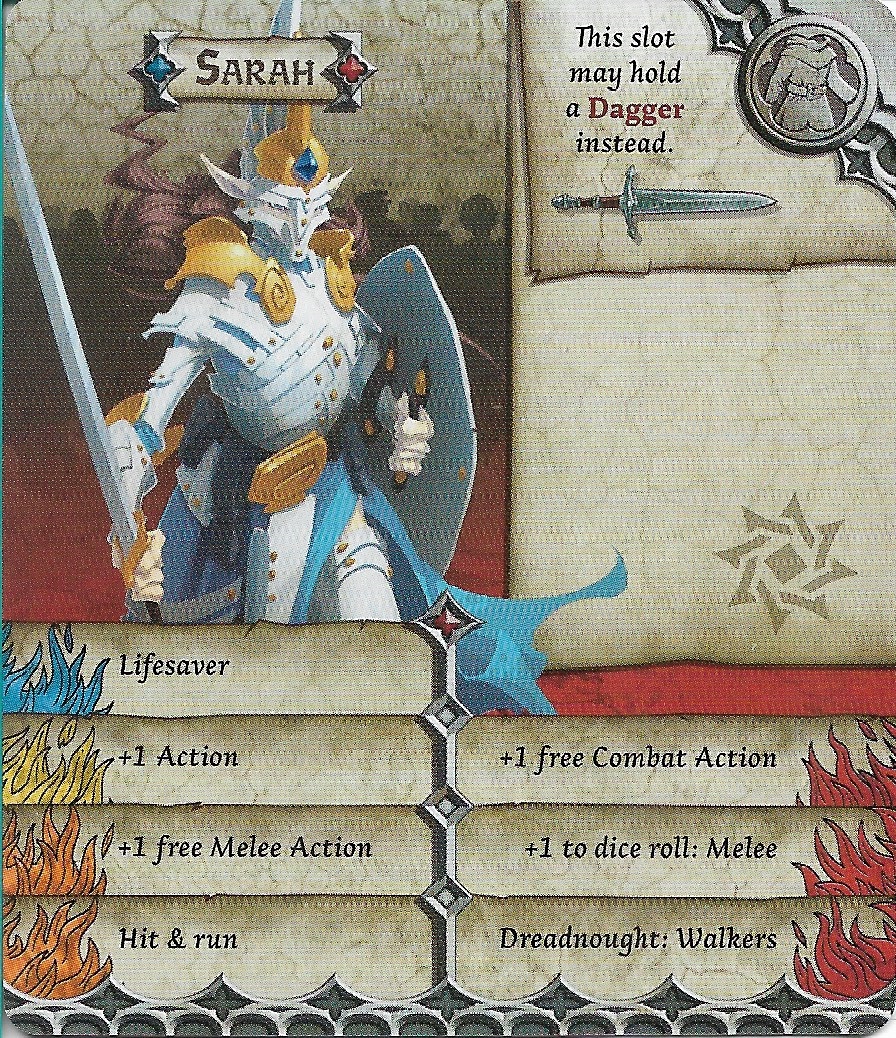 SARAH
This slot
may hold
a Dagger
instead.
Lifesaver
+1 Action
+1 free Combat Action
+1 free Melee Action
+1 to dice roll: Melee
Hit & run
Dreadnought: Walkers